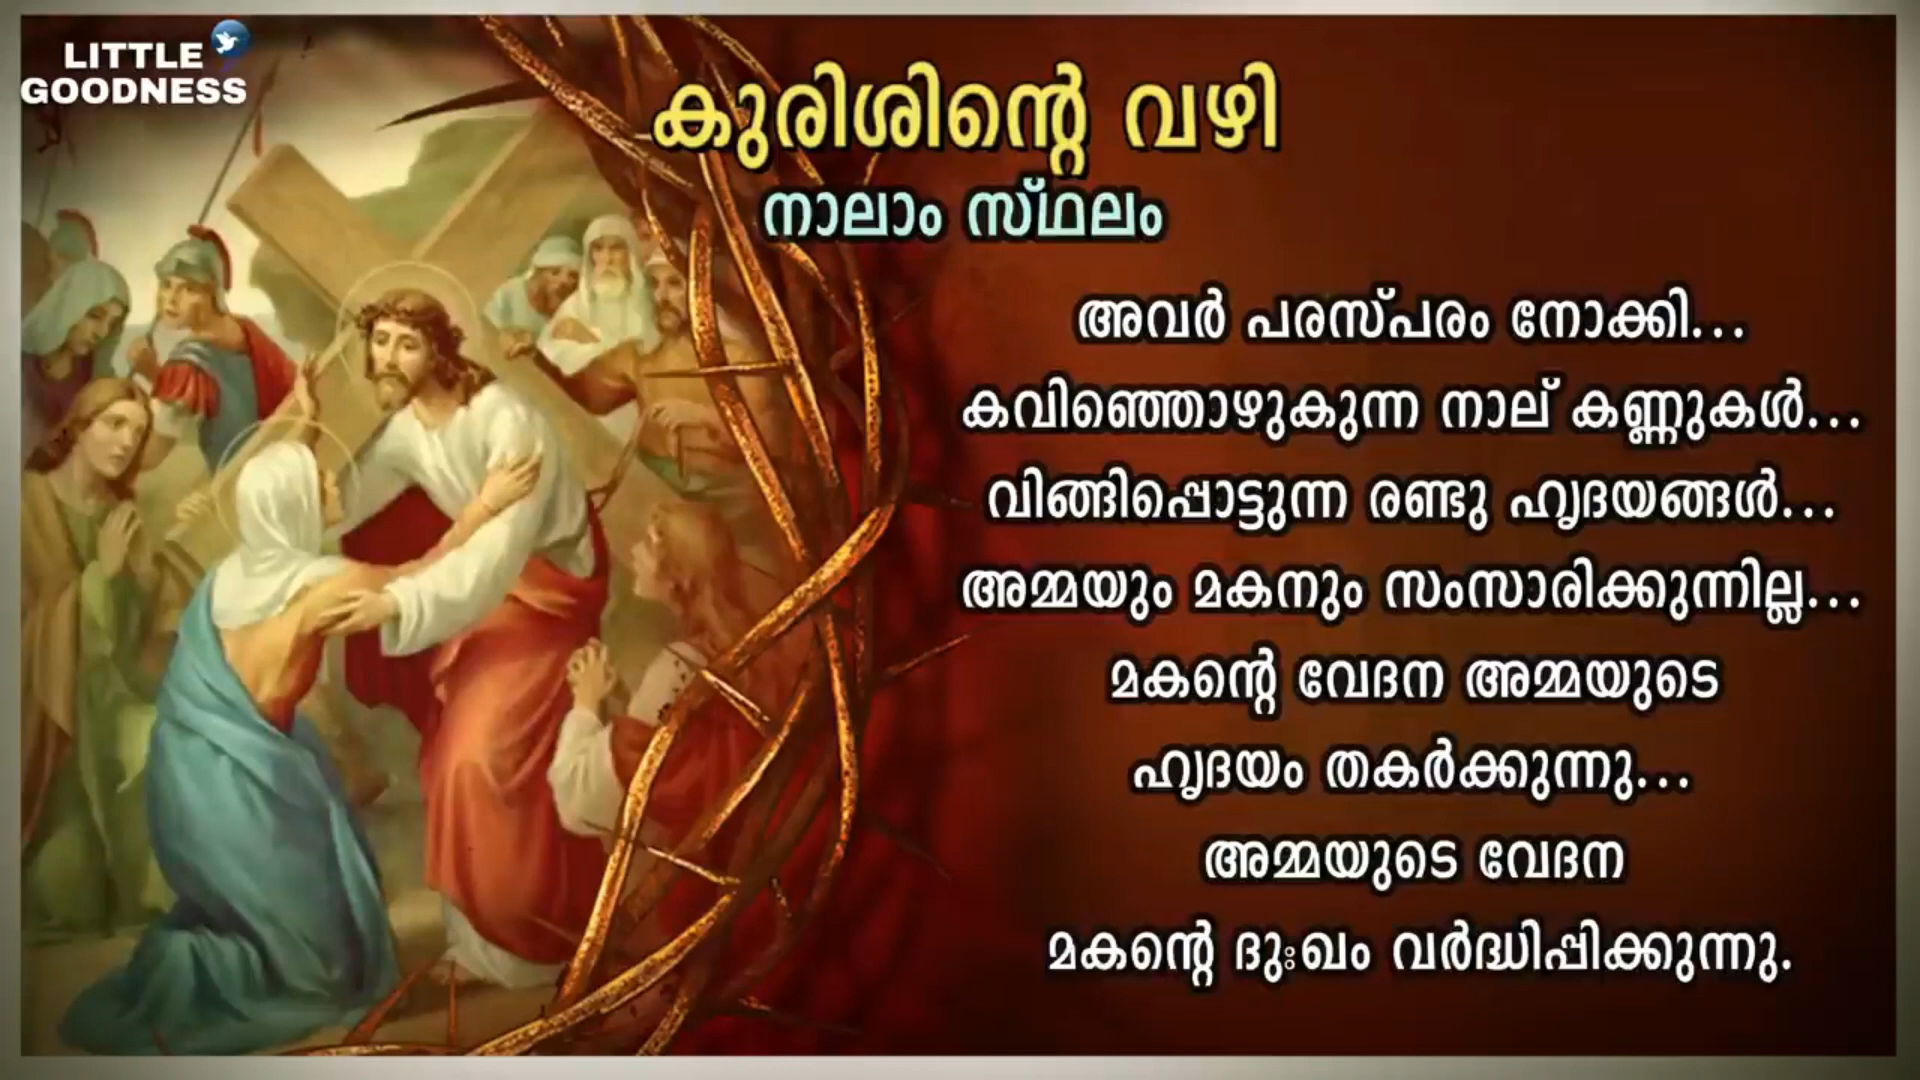 LITTLE
GOODNESS
കുരിശിന്റെ വഴി
നാലാം സ്ഥലം
അവർ പരസ്പരം നോക്കി...
കവിഞ്ഞൊഴുകുന്ന നാല് കണ്ണുകൾ...
വിങ്ങിപ്പൊട്ടുന്ന രണ്ടു ഹൃദയങ്ങൾ...
അമ്മയും മകനും സംസാരിക്കുന്നില്ല...
മകന്റെ വേദന അമ്മയുടെ
ഹൃദയം തകർക്കുന്നു...
അമ്മയുടെ വേദന
മകന്റെ ദുഃഖം വർദ്ധിപ്പിക്കുന്നു.